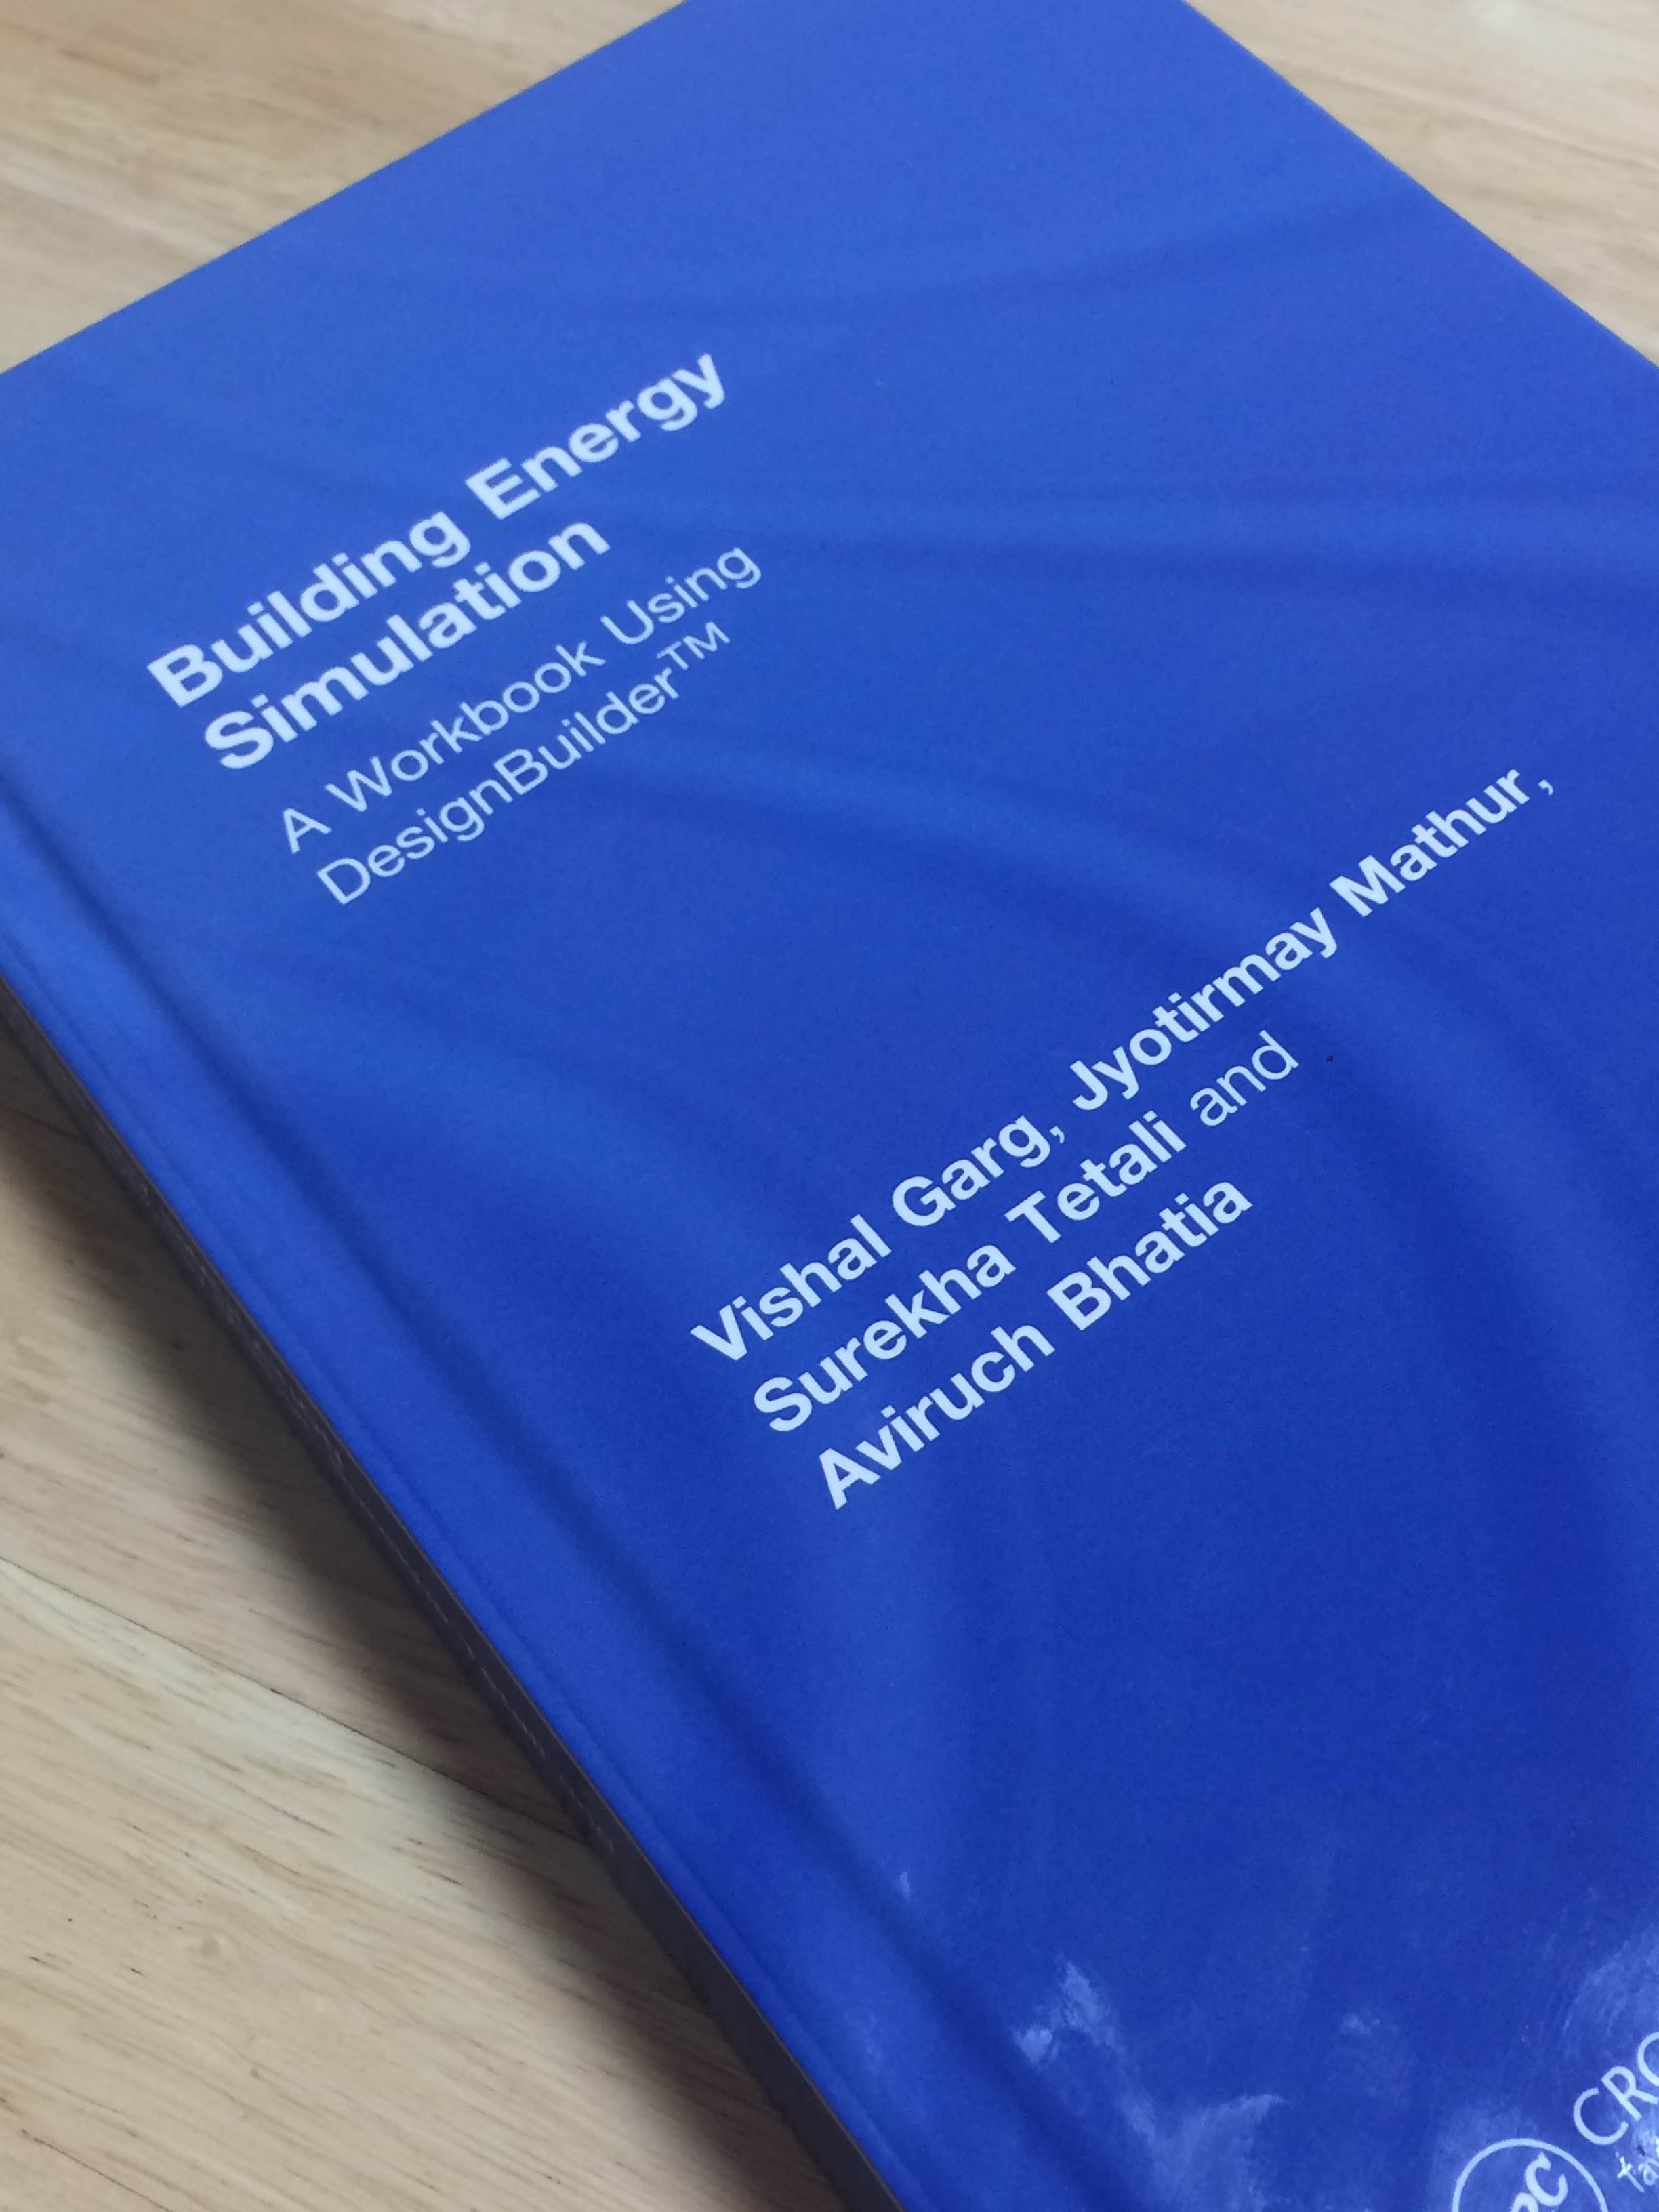 Building Energy
Simulation
A Workbook Using
DesignBuilder™
Vishal Garg, Jyotirmay Mathur,
Surekha Tetali and
Aviruch Bhatia